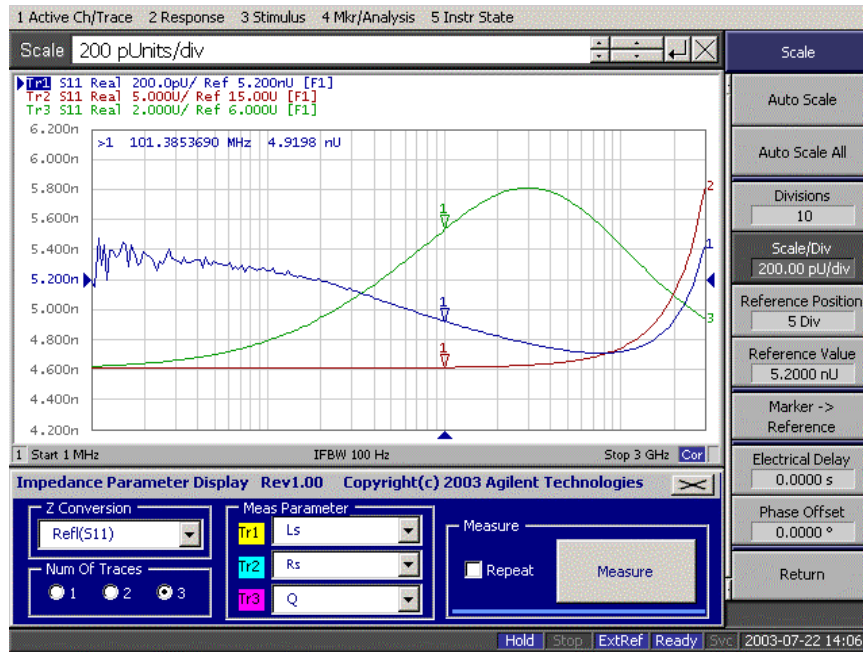 1 Active Ch/Trace 2 Response 3 Stimulus 4 Mkr/Analysis 5 Instr State
Scale 200 pUnits/div
Tr1 S11 Real 200.0pU/ Ref 5.200nU [F1]
Tr2 S11 Real 5.000U/ Ref 15.00U [F1]
Tr3 S11 Real 2.000U/ Ref 6.000U [F1]
6.200n
>1 101.3853690 MHz 4.9198 nU
6.000n
5.800n
2
5.600n
1
5.400n
1
5.200n
5.000n
1
3
4.800n
1
4.600n
4.400n
4.200n
1 Start 1 MHz IFBW 100 Hz Stop 3 GHz Cor
Impedance Parameter Display Rev1.00 Copyright(c) 2003 Agilent Technologies
Z Conversion
Refl(S11)
Num Of Traces
1 2 3
Meas Parameter
Tr1 Ls
Tr2 Rs
Tr3 Q
Measure
Repeat
Measure
Scale
Auto Scale
Auto Scale All
Divisions
10
Scale/Div
200.00 pU/div
Reference Position
5 Div
Reference Value
5.2000 nU
Marker ->
Reference
Electrical Delay
0.0000 s
Phase Offset
0.0000 °
Return
Hold Stop ExtRef Ready Svc 2003-07-22 14:06